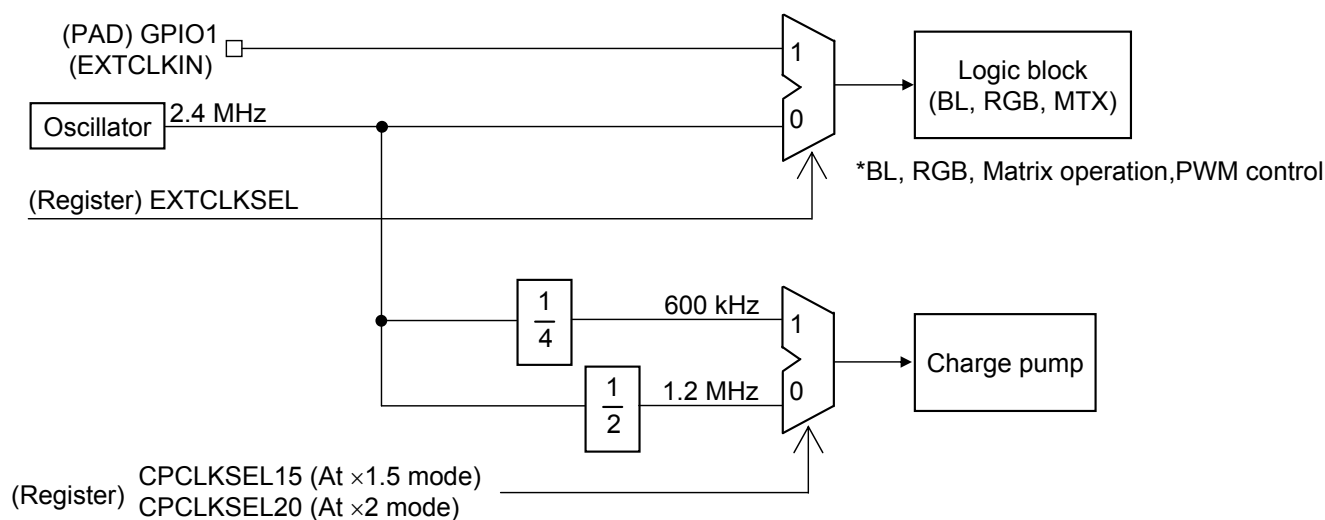 (PAD) GPIO1
(EXTCLKIN)
1
Logic block
(BL, RGB, MTX)
Oscillator
2.4 MHz
0
*BL, RGB, Matrix operation,PWM control
(Register) EXTCLKSEL
1
4
600 kHz
1
Charge pump
1
2
1.2 MHz
0
(Register)
CPCLKSEL15 (At ×1.5 mode)
CPCLKSEL20 (At ×2 mode)